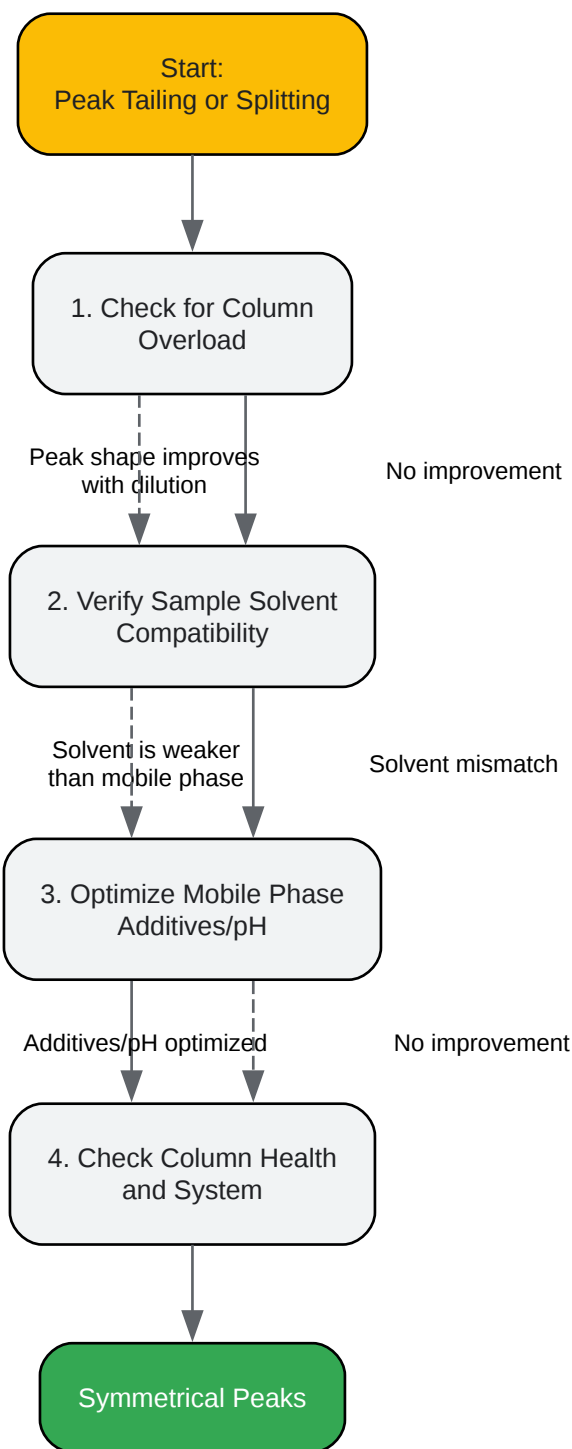 Start:
Peak Tailing or Splitting
1. Check for Column
Overload
Peak shape improves
with dilution
No improvement
2. Verify Sample Solvent
Compatibility
Solvent is weaker
than mobile phase
Solvent mismatch
3. Optimize Mobile Phase
Additives/pH
Additives/pH optimized
No improvement
4. Check Column Health
and System
Symmetrical Peaks